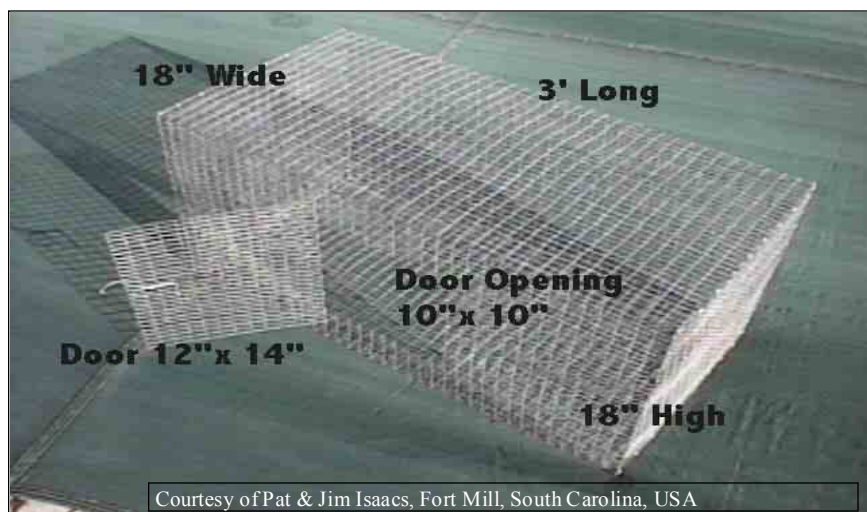 18" Wide
3' Long
Door Opening
10"x 10"
Door 12"x 14"
18" High
Courtesy of Pat & Jim Isaacs, Fort Mill, South Carolina, USA